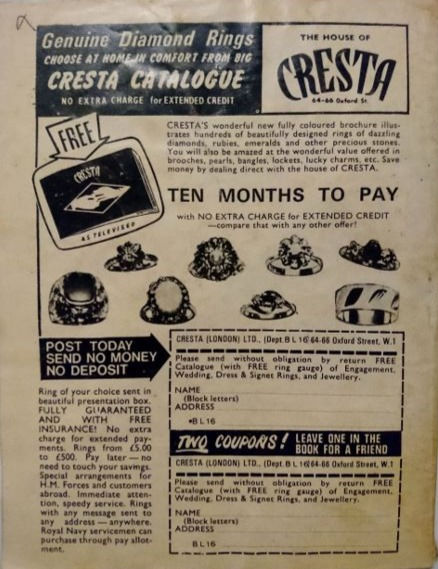 Genuine Diamond Rings
CHOOSE AT HOME IN COMFORT FROM BIG
CRESTA CATALOGUE
NO EXTRA CHARGE for EXTENDED CREDIT
THE HOUSE OF
CRESTA
64-66 Oxford St.
FREE
CRESTA
AS TELEVISED
CRESTA'S wonderful new fully coloured brochure illus-
trates hundreds of beautifully designed rings of dazzling
diamonds, rubies, emeralds and other precious stones.
You will also be amazed at the wonderful value offered in
brooches, pearls, bangles, lockets, lucky charms, etc. Save
money by dealing direct with the house of CRESTA.
TEN MONTHS TO PAY
with NO EXTRA CHARGE for EXTENDED CREDIT
—compare that with any other offer!
POST TODAY
SEND NO MONEY
NO DEPOSIT
Ring of your choice sent in
beautiful presentation box.
FULLY GUARANTEED
AND WITH FREE
INSURANCE! No extra
charge for extended pay-
ments. Rings from £5.00
to £500. Pay later — no
need to touch your savings.
Special arrangements for
H.M. Forces and customers
abroad. Immediate atten-
tion, speedy service. Rings
with any message sent to
any address — anywhere.
Royal Navy servicemen can
purchase through pay allot-
ment.
CRESTA (LONDON) LTD., (Dept. B L 16) 64-66 Oxford Street, W.1
Please send without obligation by return FREE
Catalogue (with FREE ring gauge) of Engagement,
Wedding, Dress & Signet Rings, and Jewellery.
NAME
(Block letters)
ADDRESS
BL16
TWO COUPONS! LEAVE ONE IN THE
BOOK FOR A FRIEND
CRESTA (LONDON) LTD., (Dept. B L 16) 64-66 Oxford Street, W.1
Please send without obligation by return FREE
Catalogue (with FREE ring gauge) of Engagement,
Wedding, Dress & Signet Rings, and Jewellery.
NAME
(Block letters)
ADDRESS
BL16